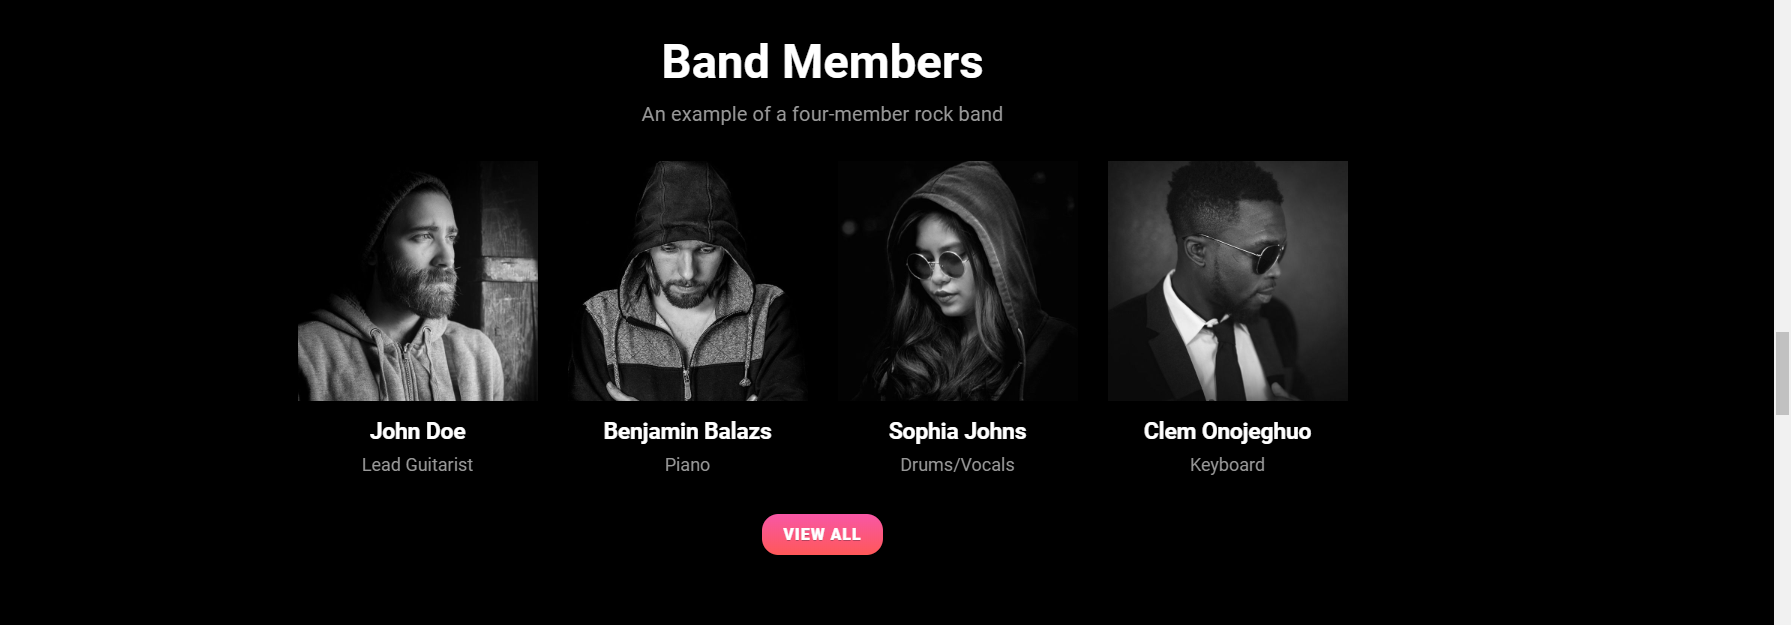 Band Members
An example of a four-member rock band
John Doe
Lead Guitarist
Benjamin Balazs
Piano
Sophia Johns
Drums/Vocals
Clem Onojeghuo
Keyboard
VIEW ALL